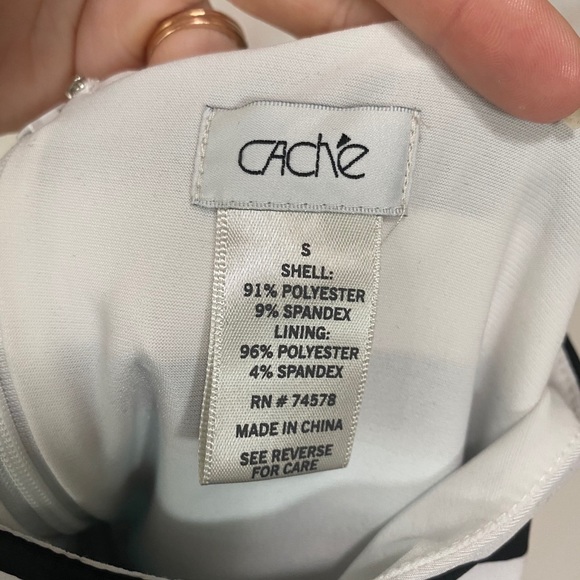 Caché
S
SHELL:
91% POLYESTER
9% SPANDEX
LINING:
96% POLYESTER
4% SPANDEX
RN # 74578
MADE IN CHINA
SEE REVERSE
FOR CARE